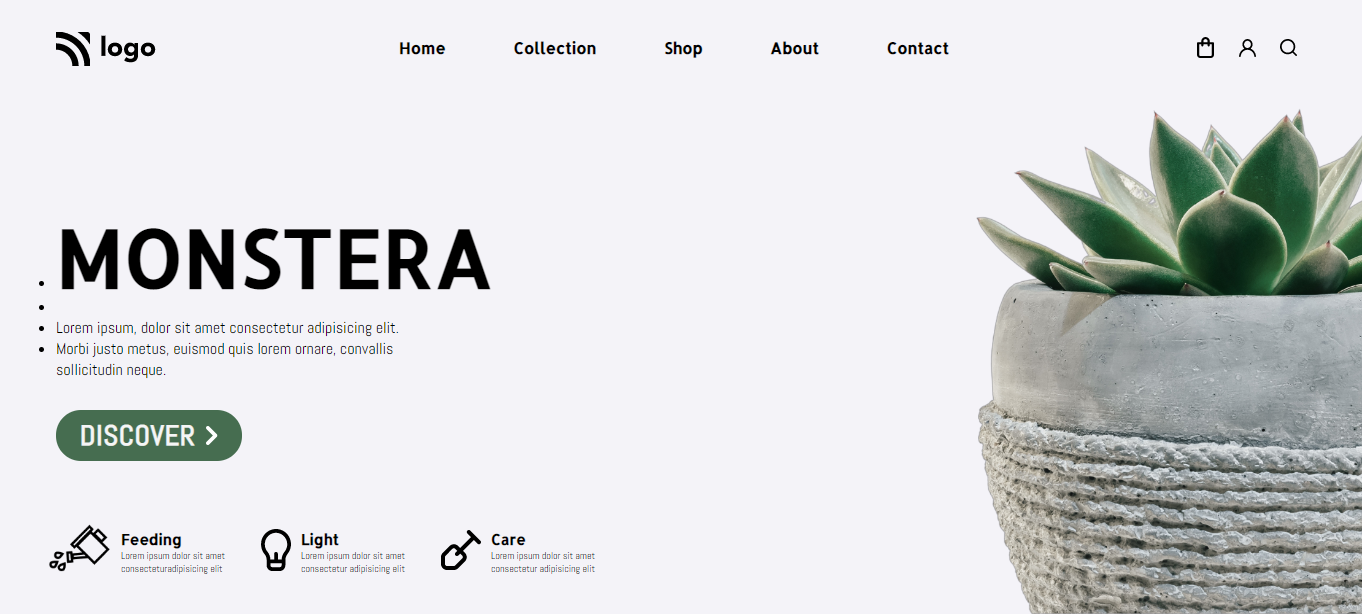 logo
Home Collection Shop About Contact
MONSTERA
Lorem ipsum, dolor sit amet consectetur adipisicing elit.
Morbi justo metus, euismod quis lorem ornare, convallis
sollicitudin neque.
DISCOVER
Feeding
Lorem ipsum dolor sit amet
consecteturadipisicing elit
Light
Lorem ipsum dolor sit amet
consectetur adipisicing elit
Care
Lorem ipsum dolor sit amet
consectetur adipisicing elit